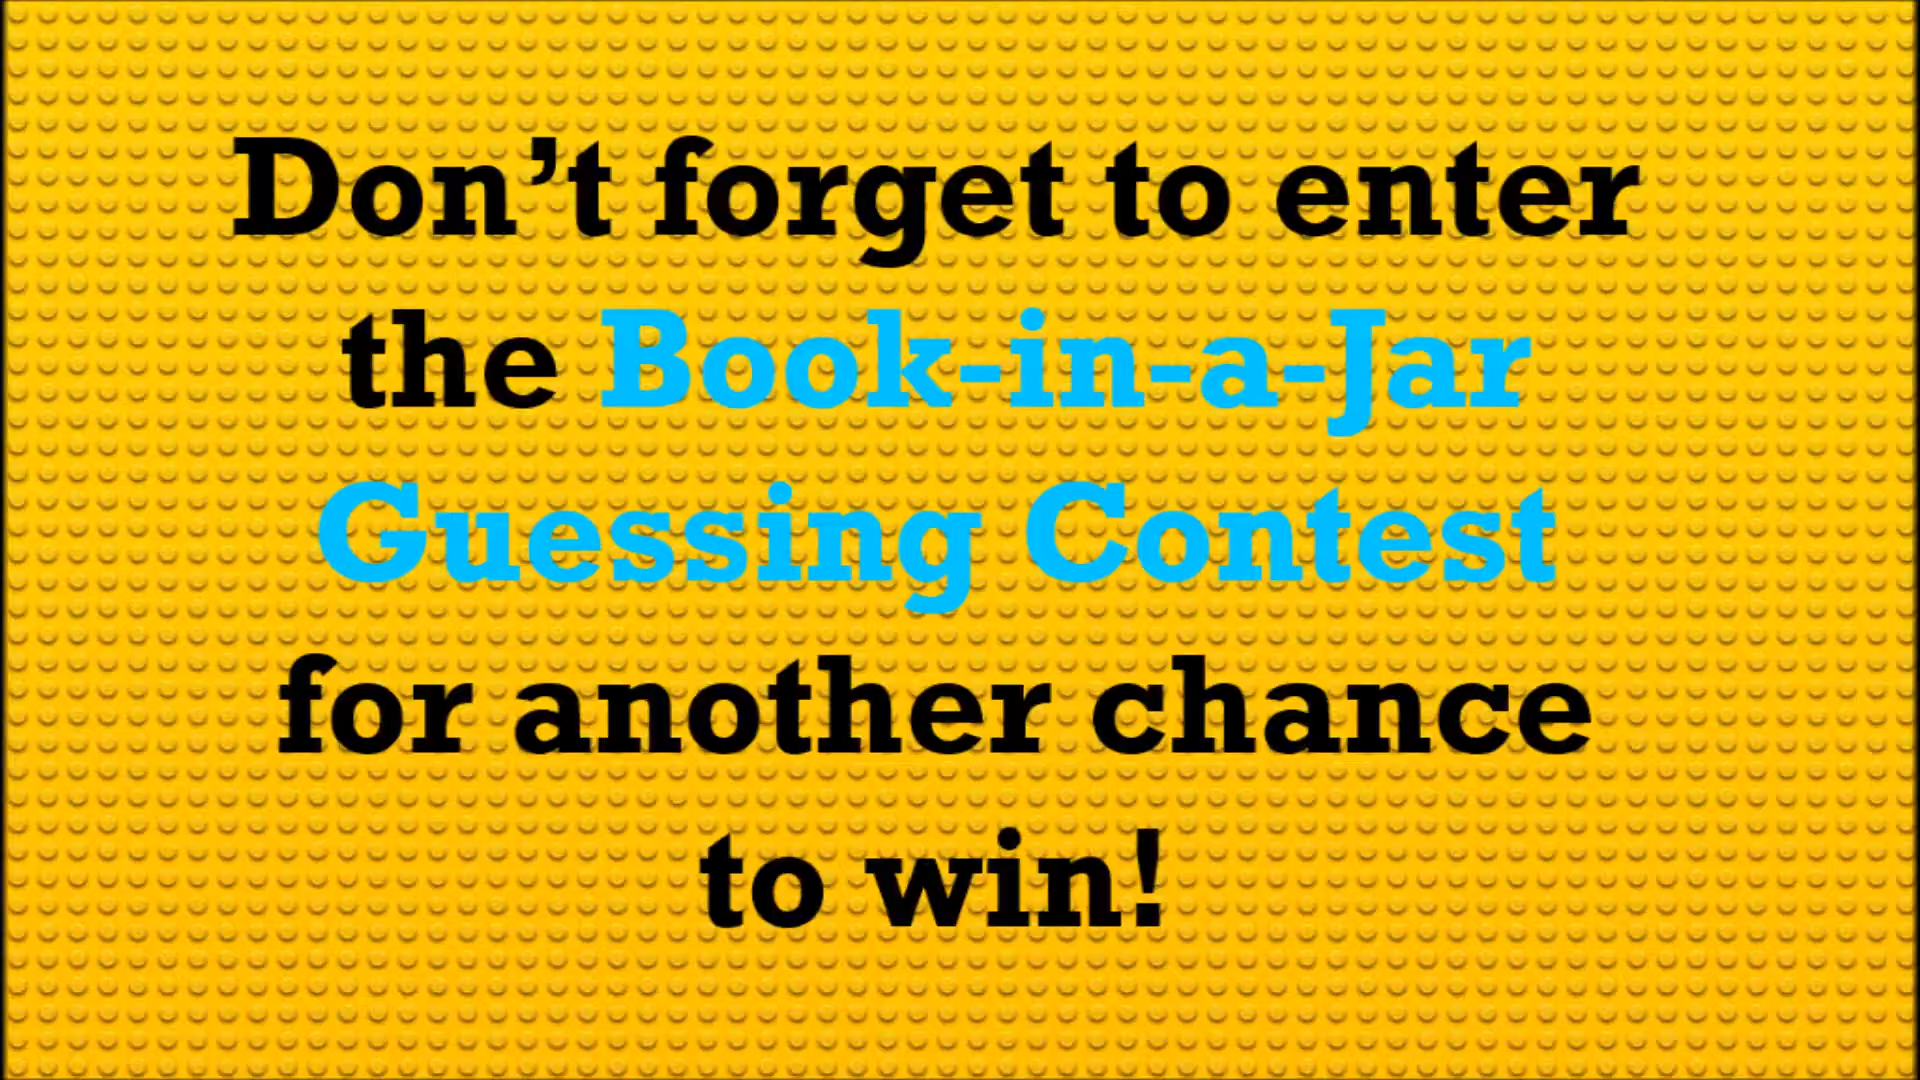 Don’t forget to enter
the Book-in-a-Jar
Guessing Contest
for another chance
to win!